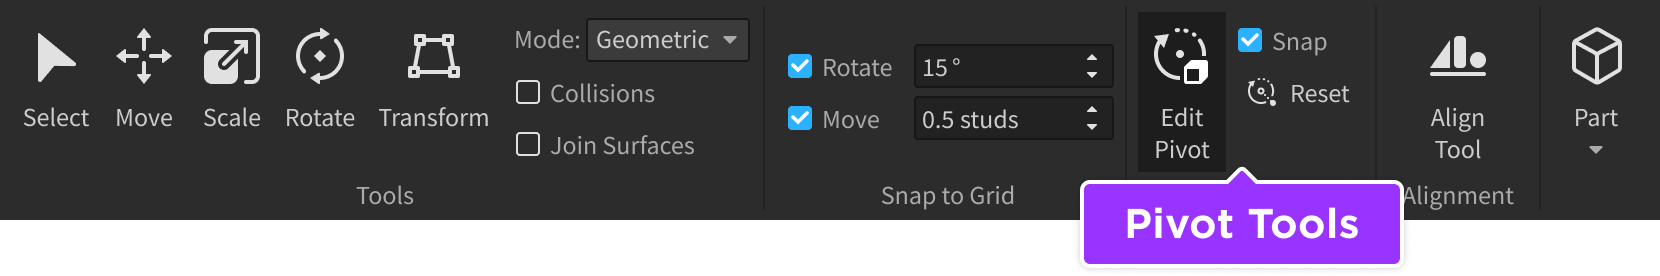 Select
Move
Scale
Rotate
Transform
Mode: Geometric
Collisions
Join Surfaces
Tools
Rotate 15°
Move 0.5 studs
Snap to Grid
Edit
Pivot
Snap
Reset
Pivot Tools
Align
Tool
Alignment
Part